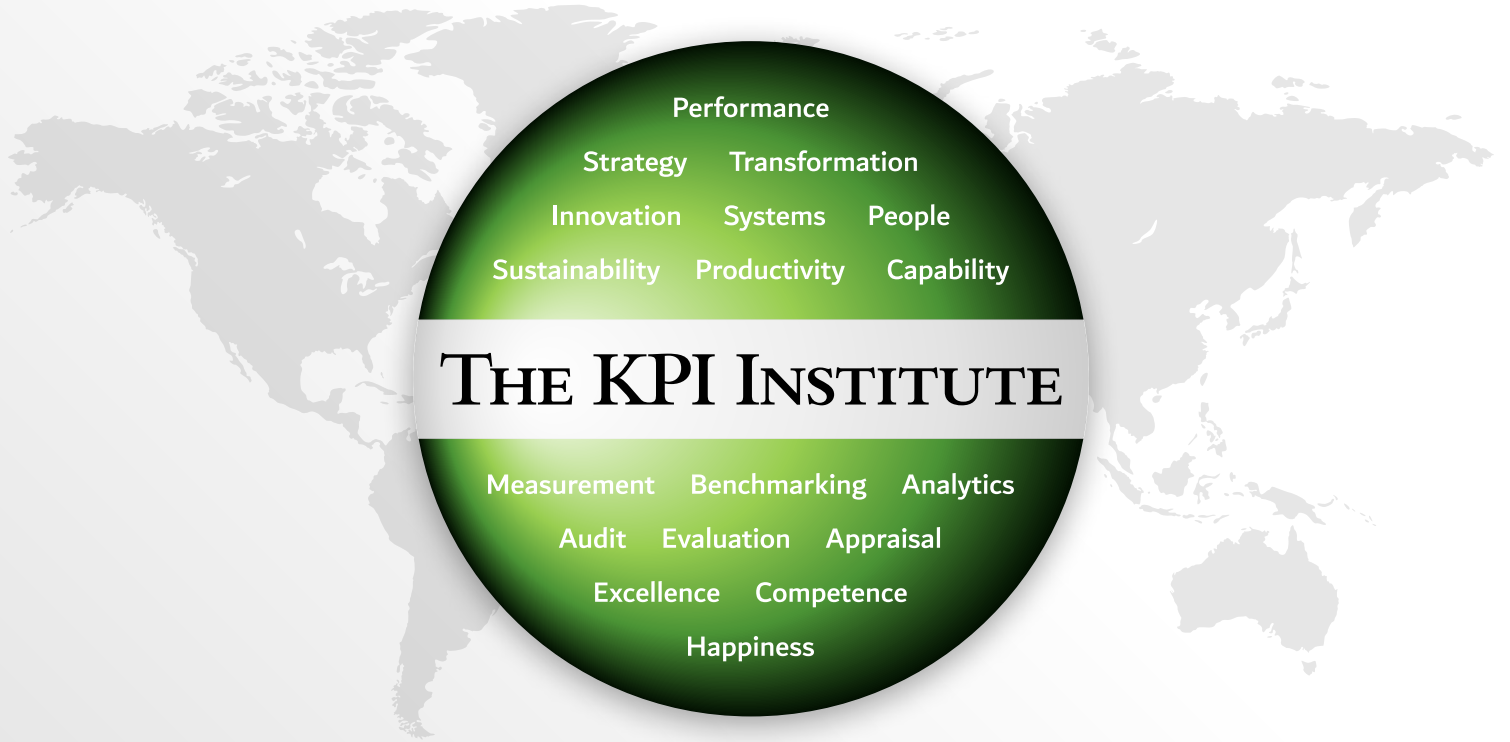 Performance
Strategy Transformation
Innovation Systems People
Sustainability Productivity Capability
The KPI Institute
Measurement Benchmarking Analytics
Audit Evaluation Appraisal
Excellence Competence
Happiness